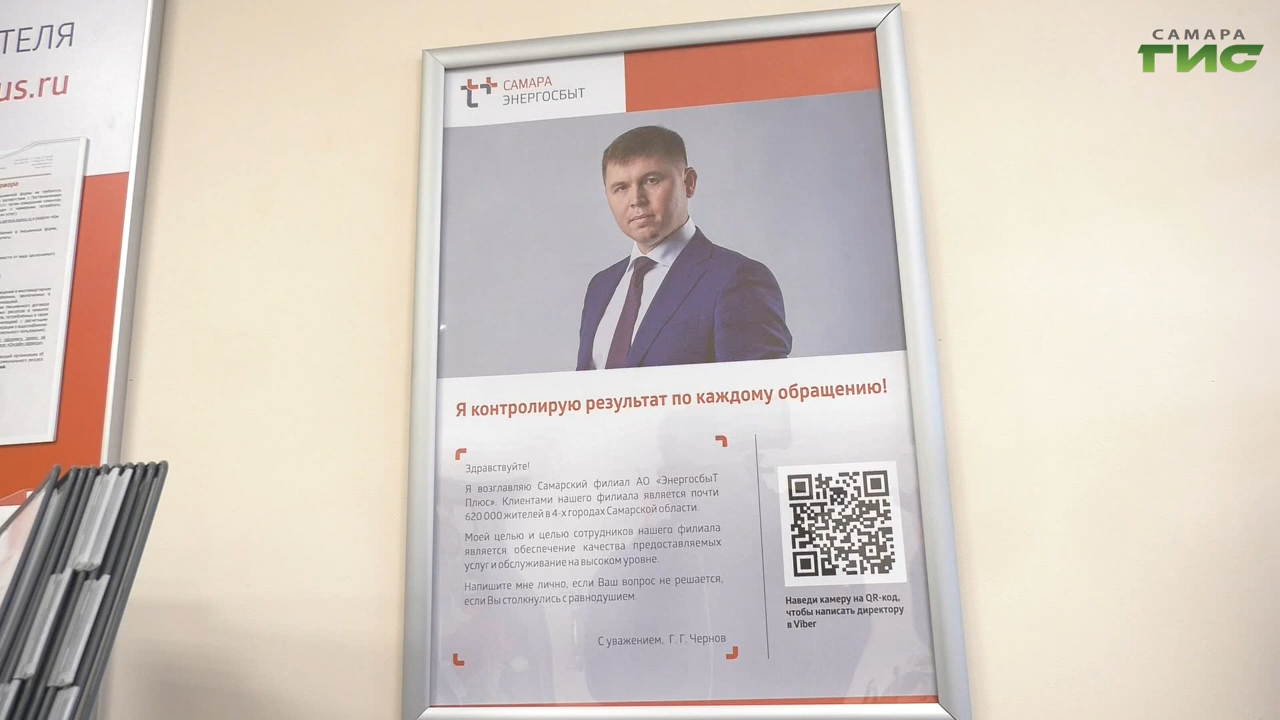 ТЕЛЯ
us.ru
САМАРА
ГИС
САМАРА
ЭНЕРГОСБЫТ
Я контролирую результат по каждому обращению!
Здравствуйте!
Я возглавляю Самарский филиал АО «ЭнергосбыТ
Плюс». Клиентами нашего филиала является почти
620 000 жителей в 4-х городах Самарской области.
Моей целью и целью сотрудников нашего филиала
является обеспечение качества предоставляемых
услуг и обслуживание на высоком уровне.
Напишите мне лично, если Ваш вопрос не решается,
если Вы столкнулись с равнодушием.
С уважением, Г. Г. Чернов
Наведи камеру на QR-код,
чтобы написать директору
в Viber